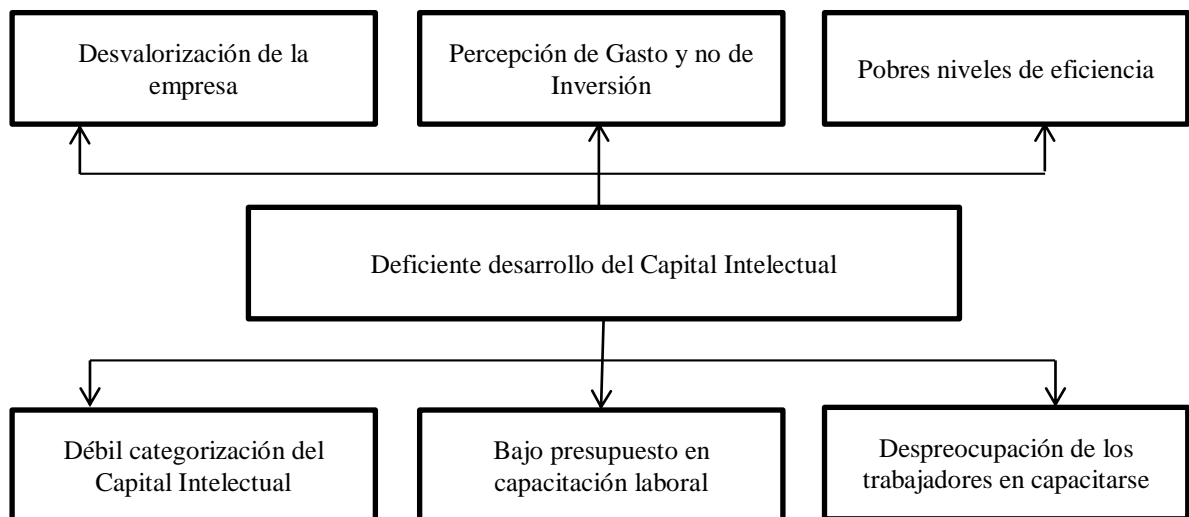 Desvalorización de la
empresa
Percepción de Gasto y no de
Inversión
Pobres niveles de eficiencia
Deficiente desarrollo del Capital Intelectual
Débil categorización del
Capital Intelectual
Bajo presupuesto en
capacitación laboral
Despreocupación de los
trabajadores en capacitarse